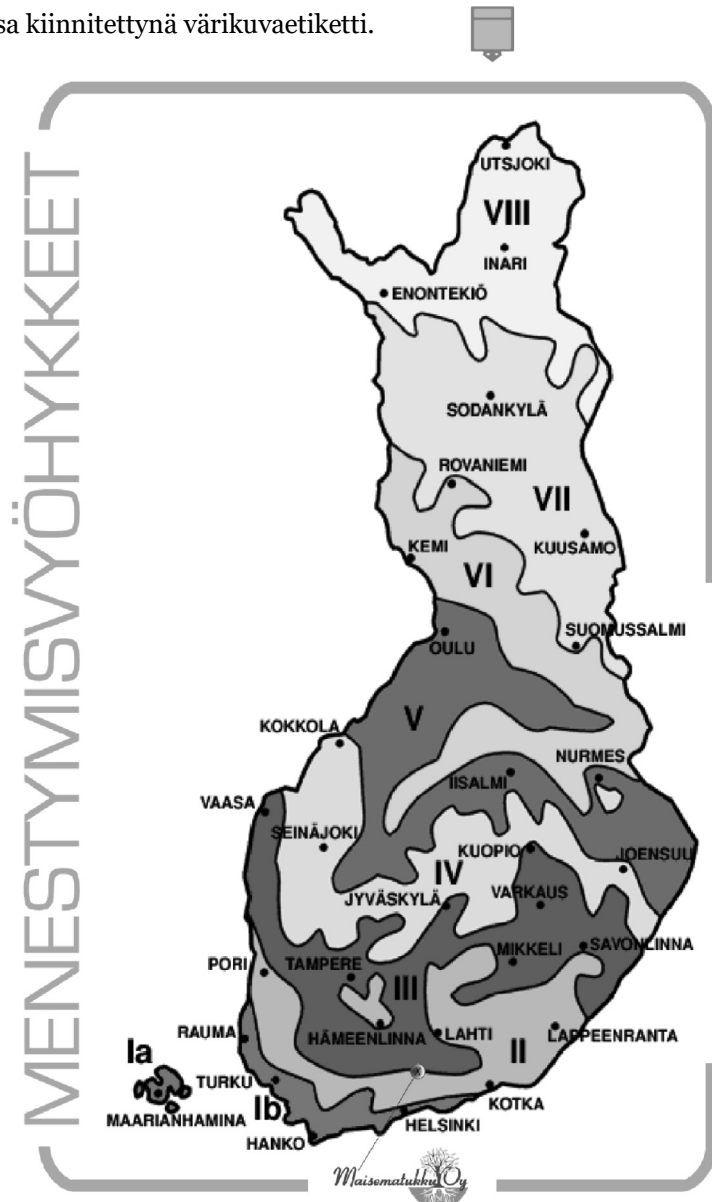 sa kiinnitettynä värikuvaetiketti.
MENESTYMISVYÖHYKKEET
UTSJOKI
VIII
INARI
ENONTEKIÖ
SODANKYLÄ
ROVANIEMI
VII
KEMI
KUUSAMO
VI
SUOMUSSALMI
OULU
V
KOKKOLA
NURMES
IISALMI
VAASA
SEINÄJOKI
KUOPIO
JOENSUU
IV
JYVÄSKYLÄ
VARKAUS
SAVONLINNA
MIKKELI
PORI
TAMPERE
III
RAUMA
HÄMEENLINNA
LAHTI
LAPPEENRANTA
II
Ia
TURKU
MAARIANHAMINA
Ib
KOTKA
HELSINKI
HANKO
Maisematukku Oy